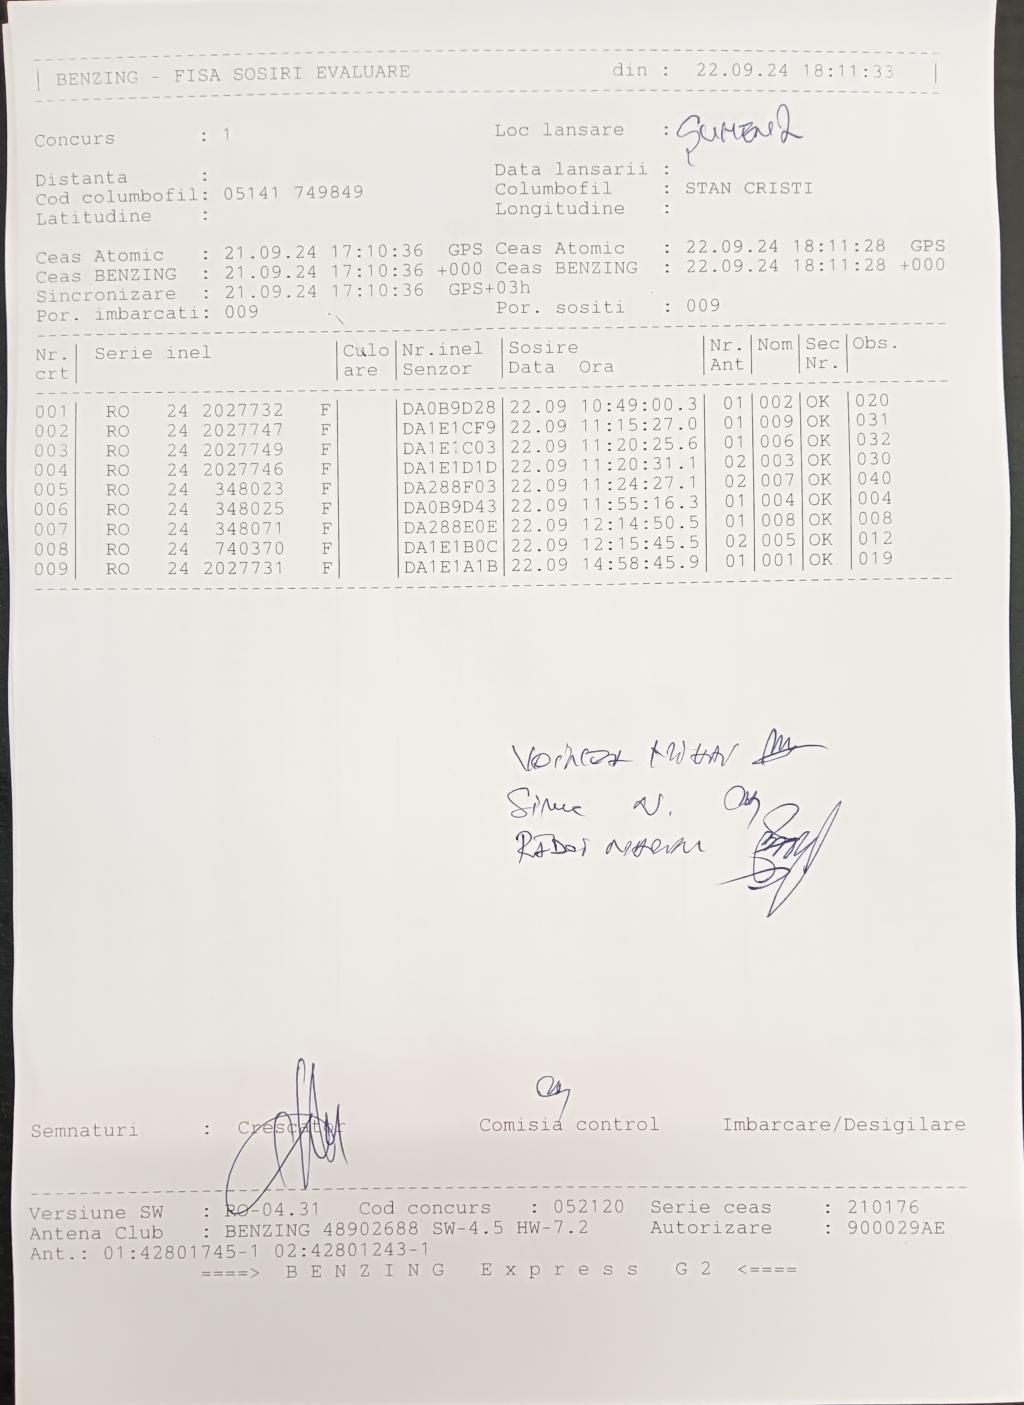 BENZING - FISA SOSIRI EVALUARE din : 22.09.24 18:11:33
Concurs : 1 Loc lansare : ȘUMEN 2
Distanta : Data lansarii :
Cod columbofil: 05141 749849 Columbofil : STAN CRISTI
Latitudine : Longitudine :
Ceas Atomic : 21.09.24 17:10:36 GPS Ceas Atomic : 22.09.24 18:11:28 GPS
Ceas BENZING : 21.09.24 17:10:36 +000 Ceas BENZING : 22.09.24 18:11:28 +000
Sincronizare : 21.09.24 17:10:36 GPS+03h
Por. imbarcati: 009 Por. sositi : 009
Nr. | Serie inel | Culo | Nr.inel | Sosire | Nr. | Nom | Sec | Obs.
crt | | are | Senzor | Data Ora | Ant | | Nr. |
001 | RO 24 2027732 F | | DA0B9D28 | 22.09 10:49:00.3 | 01 | 002 | OK | 020
002 | RO 24 2027747 F | | DA1E1CF9 | 22.09 11:15:27.0 | 01 | 009 | OK | 031
003 | RO 24 2027749 F | | DA1E1C03 | 22.09 11:20:25.6 | 01 | 006 | OK | 032
004 | RO 24 2027746 F | | DA1E1D1D | 22.09 11:20:31.1 | 02 | 003 | OK | 030
005 | RO 24 348023 F | | DA288F03 | 22.09 11:24:27.1 | 02 | 007 | OK | 040
006 | RO 24 348025 F | | DA0B9D43 | 22.09 11:55:16.3 | 01 | 004 | OK | 004
007 | RO 24 348071 F | | DA288E0E | 22.09 12:14:50.5 | 01 | 008 | OK | 008
008 | RO 24 740370 F | | DA1E1B0C | 22.09 12:15:45.5 | 02 | 005 | OK | 012
009 | RO 24 2027731 F | | DA1E1A1B | 22.09 14:58:45.9 | 01 | 001 | OK | 019
Semnaturi : Crescator Comisia control Imbarcare/Desigilare
Versiune SW : RO-04.31 Cod concurs : 052120 Serie ceas : 210176
Antena Club : BENZING 48902688 SW-4.5 HW-7.2 Autorizare : 900029AE
Ant.: 01:42801745-1 02:42801243-1
====> B E N Z I N G E x p r e s s G 2 <====